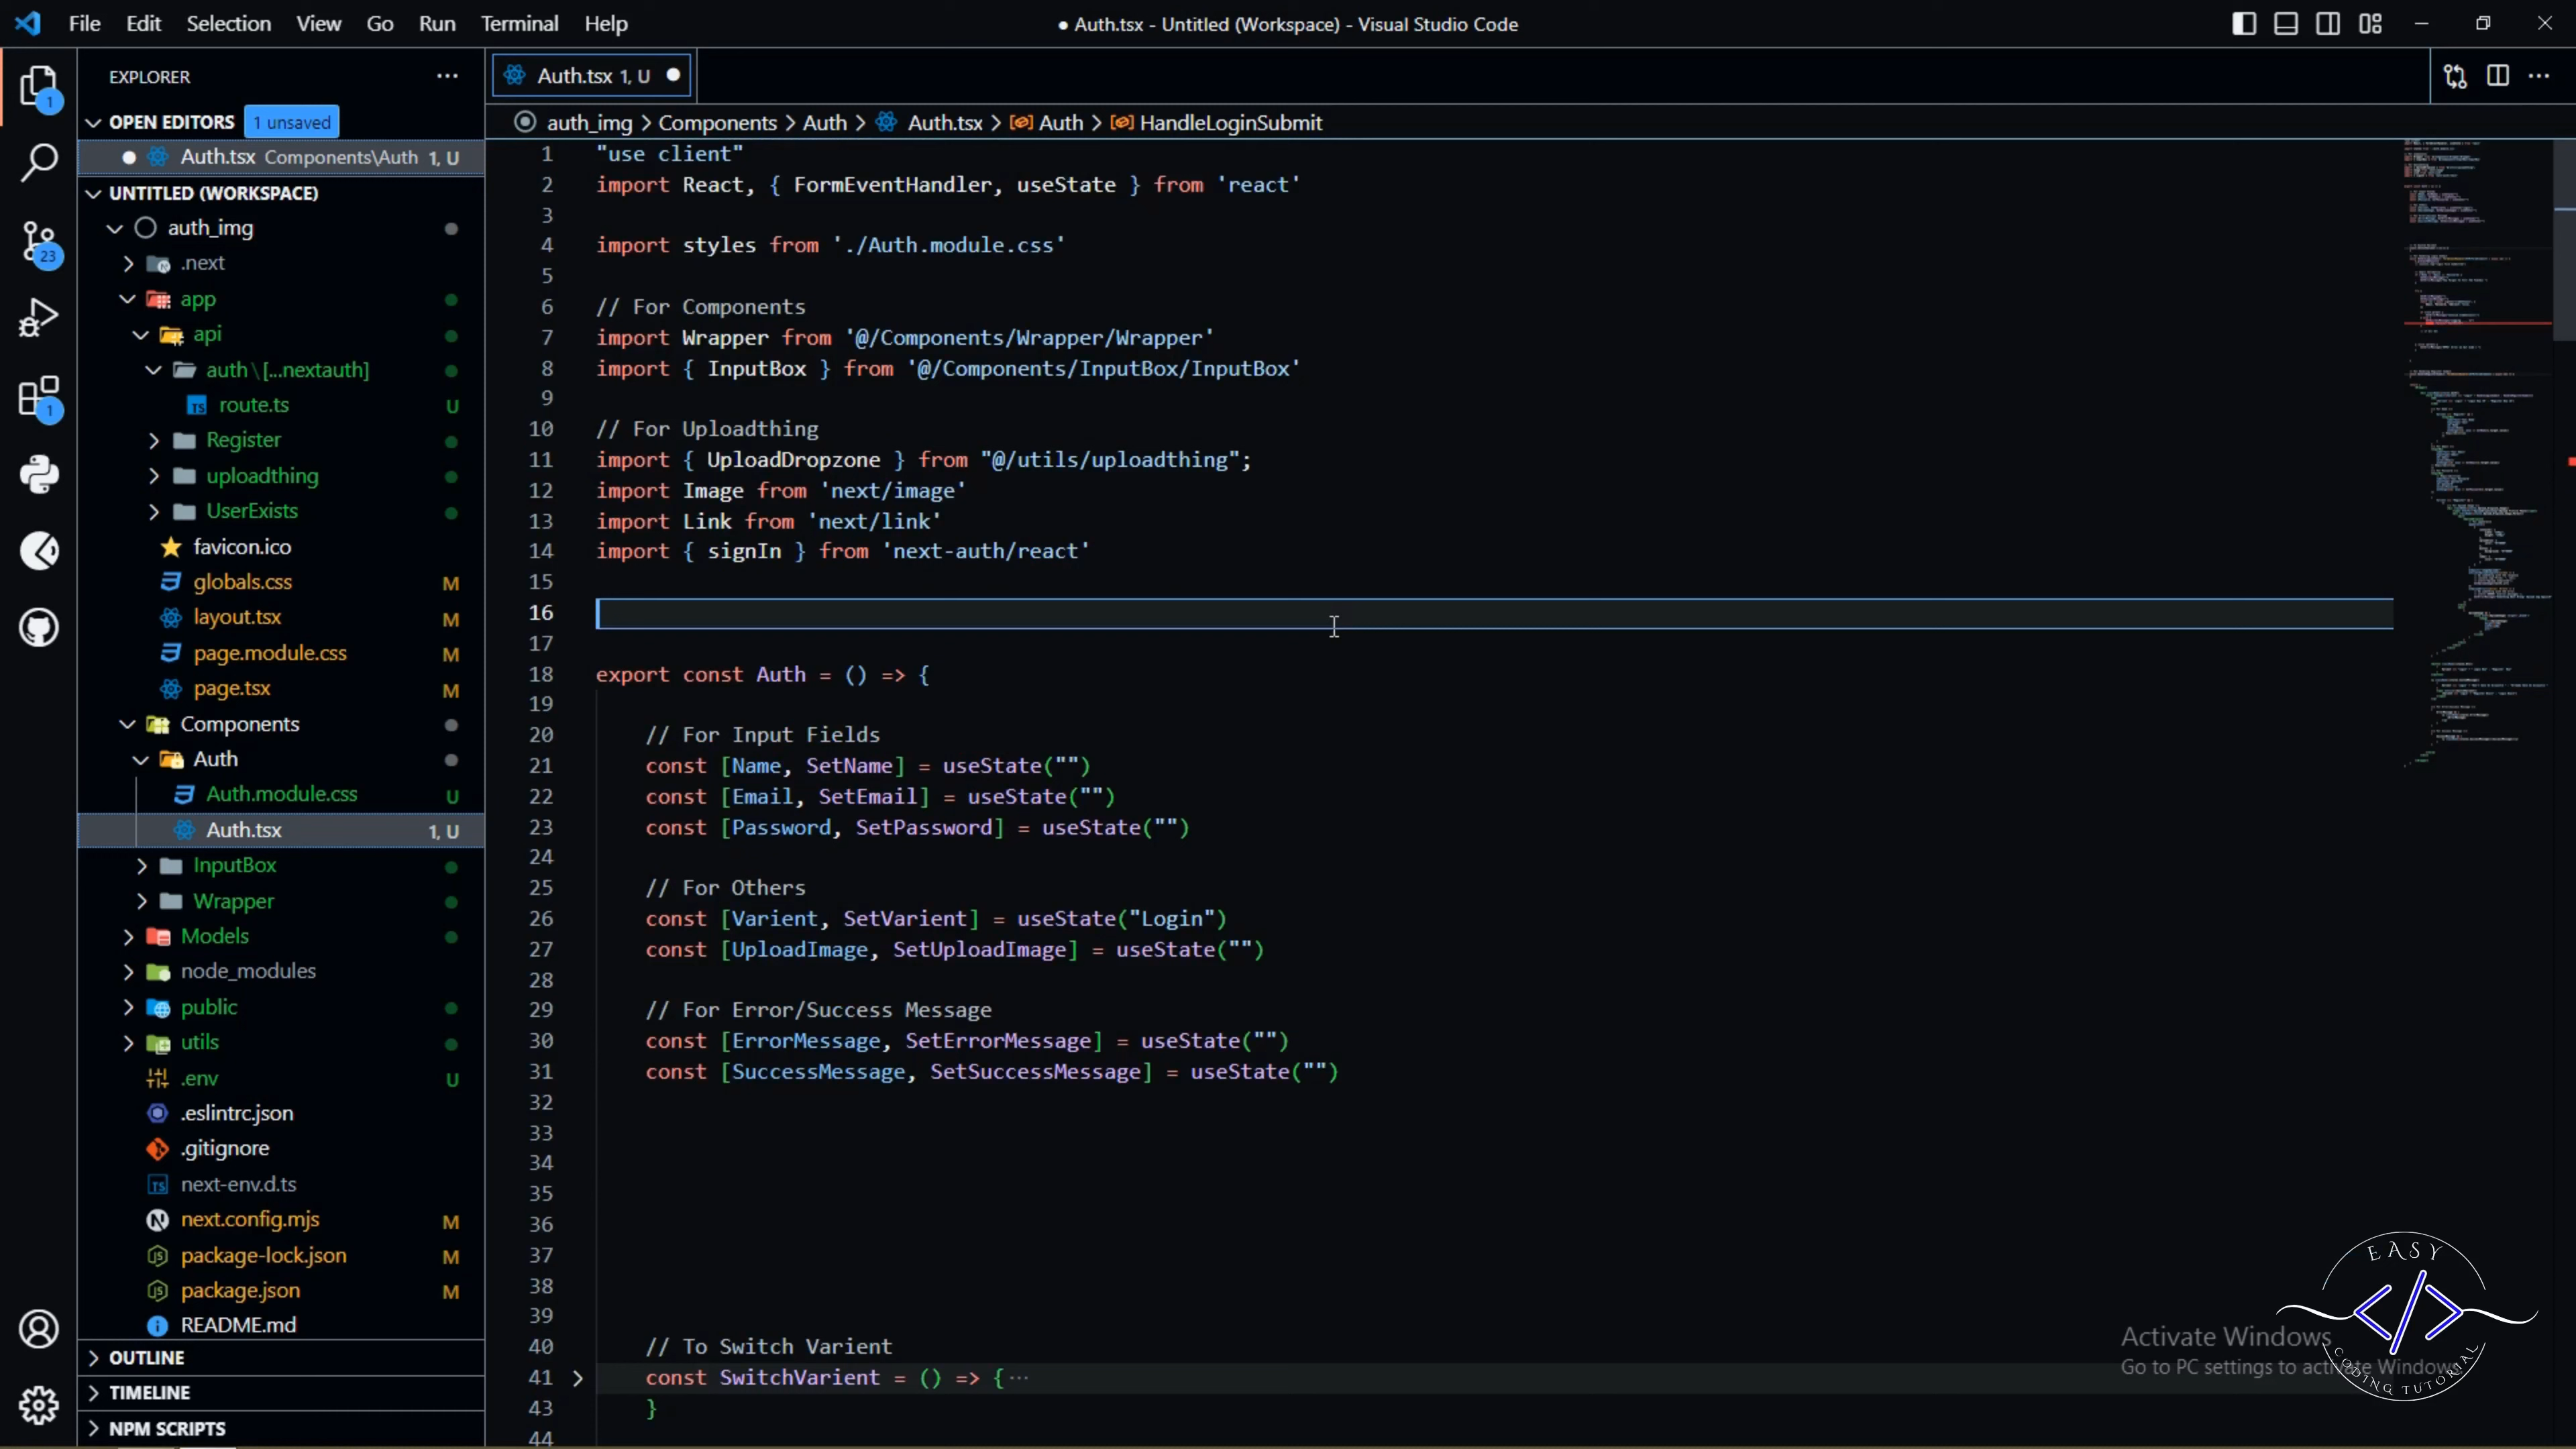 File Edit Selection View Go Run Terminal Help
● Auth.tsx - Untitled (Workspace) - Visual Studio Code
EXPLORER
OPEN EDITORS 1 unsaved
Auth.tsx Components\Auth 1, U
UNTITLED (WORKSPACE)
auth_img
.next
app
api
auth\[...nextauth]
route.ts U
Register
uploadthing
UserExists
favicon.ico
globals.css M
layout.tsx M
page.module.css M
page.tsx M
Components
Auth
Auth.module.css U
Auth.tsx 1, U
InputBox
Wrapper
Models
node_modules
public
utils
.env U
.eslintrc.json
.gitignore
next-env.d.ts
next.config.mjs M
package-lock.json M
package.json M
README.md
OUTLINE
TIMELINE
NPM SCRIPTS
1
23
1
Auth.tsx 1, U
auth_img > Components > Auth > Auth.tsx > Auth > HandleLoginSubmit
1 "use client"
2 import React, { FormEventHandler, useState } from 'react'
3
4 import styles from './Auth.module.css'
5
6 // For Components
7 import Wrapper from '@/Components/Wrapper/Wrapper'
8 import { InputBox } from '@/Components/InputBox/InputBox'
9
10 // For Uploadthing
11 import { UploadDropzone } from "@/utils/uploadthing";
12 import Image from 'next/image'
13 import Link from 'next/link'
14 import { signIn } from 'next-auth/react'
15
16
17
18 export const Auth = () => {
19
20 // For Input Fields
21 const [Name, SetName] = useState("")
22 const [Email, SetEmail] = useState("")
23 const [Password, SetPassword] = useState("")
24
25 // For Others
26 const [Varient, SetVarient] = useState("Login")
27 const [UploadImage, SetUploadImage] = useState("")
28
29 // For Error/Success Message
30 const [ErrorMessage, SetErrorMessage] = useState("")
31 const [SuccessMessage, SetSuccessMessage] = useState("")
32
33
34
35
36
37
38
39
40 // To Switch Varient
41 const SwitchVarient = () => {···
43 }
44
Activate Windows
Go to PC settings to activate Windows.
EASY
</>
CODING TUTORIAL